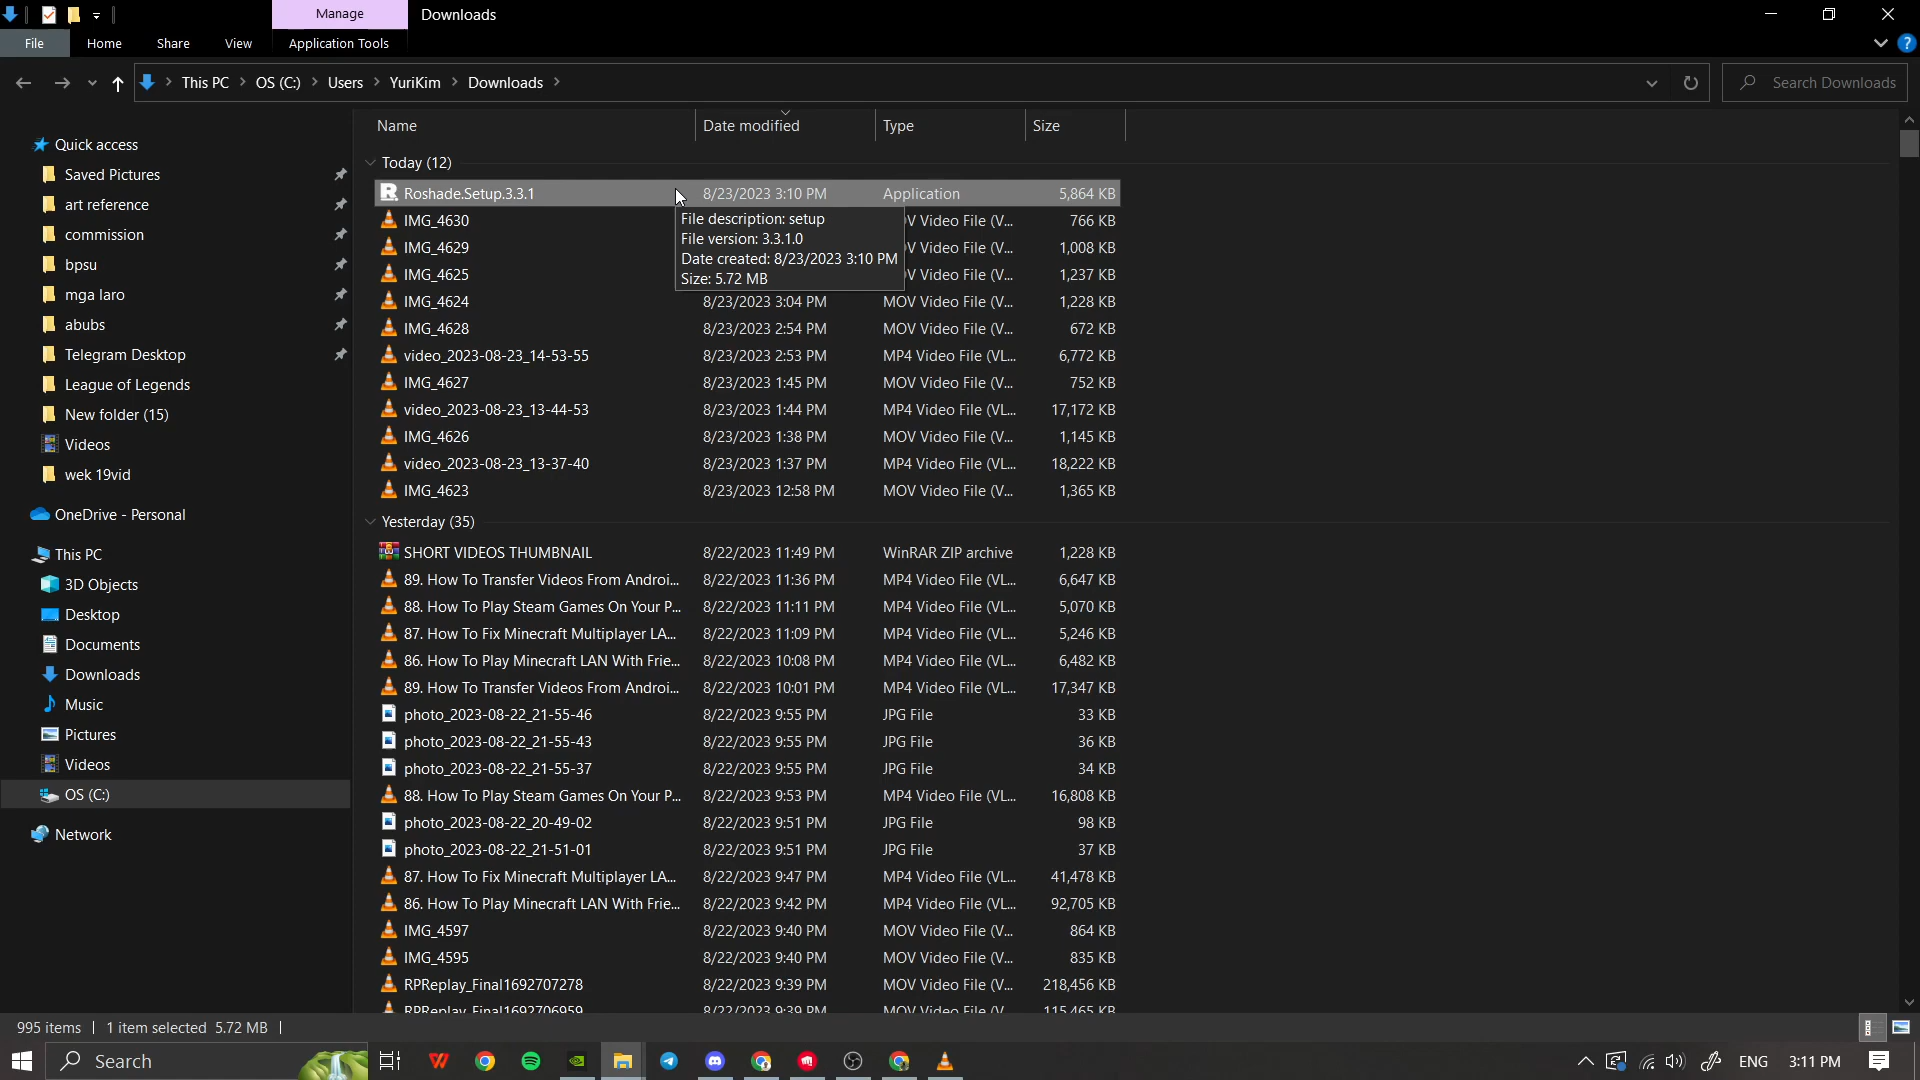 Manage Downloads
File Home Share View Application Tools
This PC OS (C:) Users YuriKim Downloads Search Downloads
Name Date modified Type Size
Quick access
Saved Pictures
art reference
commission
bpsu
mga laro
abubs
Telegram Desktop
League of Legends
New folder (15)
Videos
wek 19vid
OneDrive - Personal
This PC
3D Objects
Desktop
Documents
Downloads
Music
Pictures
Videos
OS (C:)
Network
Today (12)
Roshade.Setup.3.3.1 8/23/2023 3:10 PM Application 5,864 KB
File description: setup
File version: 3.3.1.0
Date created: 8/23/2023 3:10 PM
Size: 5.72 MB
IMG_4630 OV Video File (V... 766 KB
IMG_4629 OV Video File (V... 1,008 KB
IMG_4625 OV Video File (V... 1,237 KB
IMG_4624 8/23/2023 3:04 PM MOV Video File (V... 1,228 KB
IMG_4628 8/23/2023 2:54 PM MOV Video File (V... 672 KB
video_2023-08-23_14-53-55 8/23/2023 2:53 PM MP4 Video File (VL... 6,772 KB
IMG_4627 8/23/2023 1:45 PM MOV Video File (V... 752 KB
video_2023-08-23_13-44-53 8/23/2023 1:44 PM MP4 Video File (VL... 17,172 KB
IMG_4626 8/23/2023 1:38 PM MOV Video File (V... 1,145 KB
video_2023-08-23_13-37-40 8/23/2023 1:37 PM MP4 Video File (VL... 18,222 KB
IMG_4623 8/23/2023 12:58 PM MOV Video File (V... 1,365 KB
Yesterday (35)
SHORT VIDEOS THUMBNAIL 8/22/2023 11:49 PM WinRAR ZIP archive 1,228 KB
89. How To Transfer Videos From Androi... 8/22/2023 11:36 PM MP4 Video File (VL... 6,647 KB
88. How To Play Steam Games On Your P... 8/22/2023 11:11 PM MP4 Video File (VL... 5,070 KB
87. How To Fix Minecraft Multiplayer LA... 8/22/2023 11:09 PM MP4 Video File (VL... 5,246 KB
86. How To Play Minecraft LAN With Frie... 8/22/2023 10:08 PM MP4 Video File (VL... 6,482 KB
89. How To Transfer Videos From Androi... 8/22/2023 10:01 PM MP4 Video File (VL... 17,347 KB
photo_2023-08-22_21-55-46 8/22/2023 9:55 PM JPG File 33 KB
photo_2023-08-22_21-55-43 8/22/2023 9:55 PM JPG File 36 KB
photo_2023-08-22_21-55-37 8/22/2023 9:55 PM JPG File 34 KB
88. How To Play Steam Games On Your P... 8/22/2023 9:53 PM MP4 Video File (VL... 16,808 KB
photo_2023-08-22_20-49-02 8/22/2023 9:51 PM JPG File 98 KB
photo_2023-08-22_21-51-01 8/22/2023 9:51 PM JPG File 37 KB
87. How To Fix Minecraft Multiplayer LA... 8/22/2023 9:47 PM MP4 Video File (VL... 41,478 KB
86. How To Play Minecraft LAN With Frie... 8/22/2023 9:42 PM MP4 Video File (VL... 92,705 KB
IMG_4597 8/22/2023 9:40 PM MOV Video File (V... 864 KB
IMG_4595 8/22/2023 9:40 PM MOV Video File (V... 835 KB
RPReplay_Final1692707278 8/22/2023 9:39 PM MOV Video File (V... 218,456 KB
RPReplay_Final1692706959 8/22/2023 9:39 PM MOV Video File (V... 115,465 KB
995 items 1 item selected 5.72 MB
Search ENG 3:11 PM